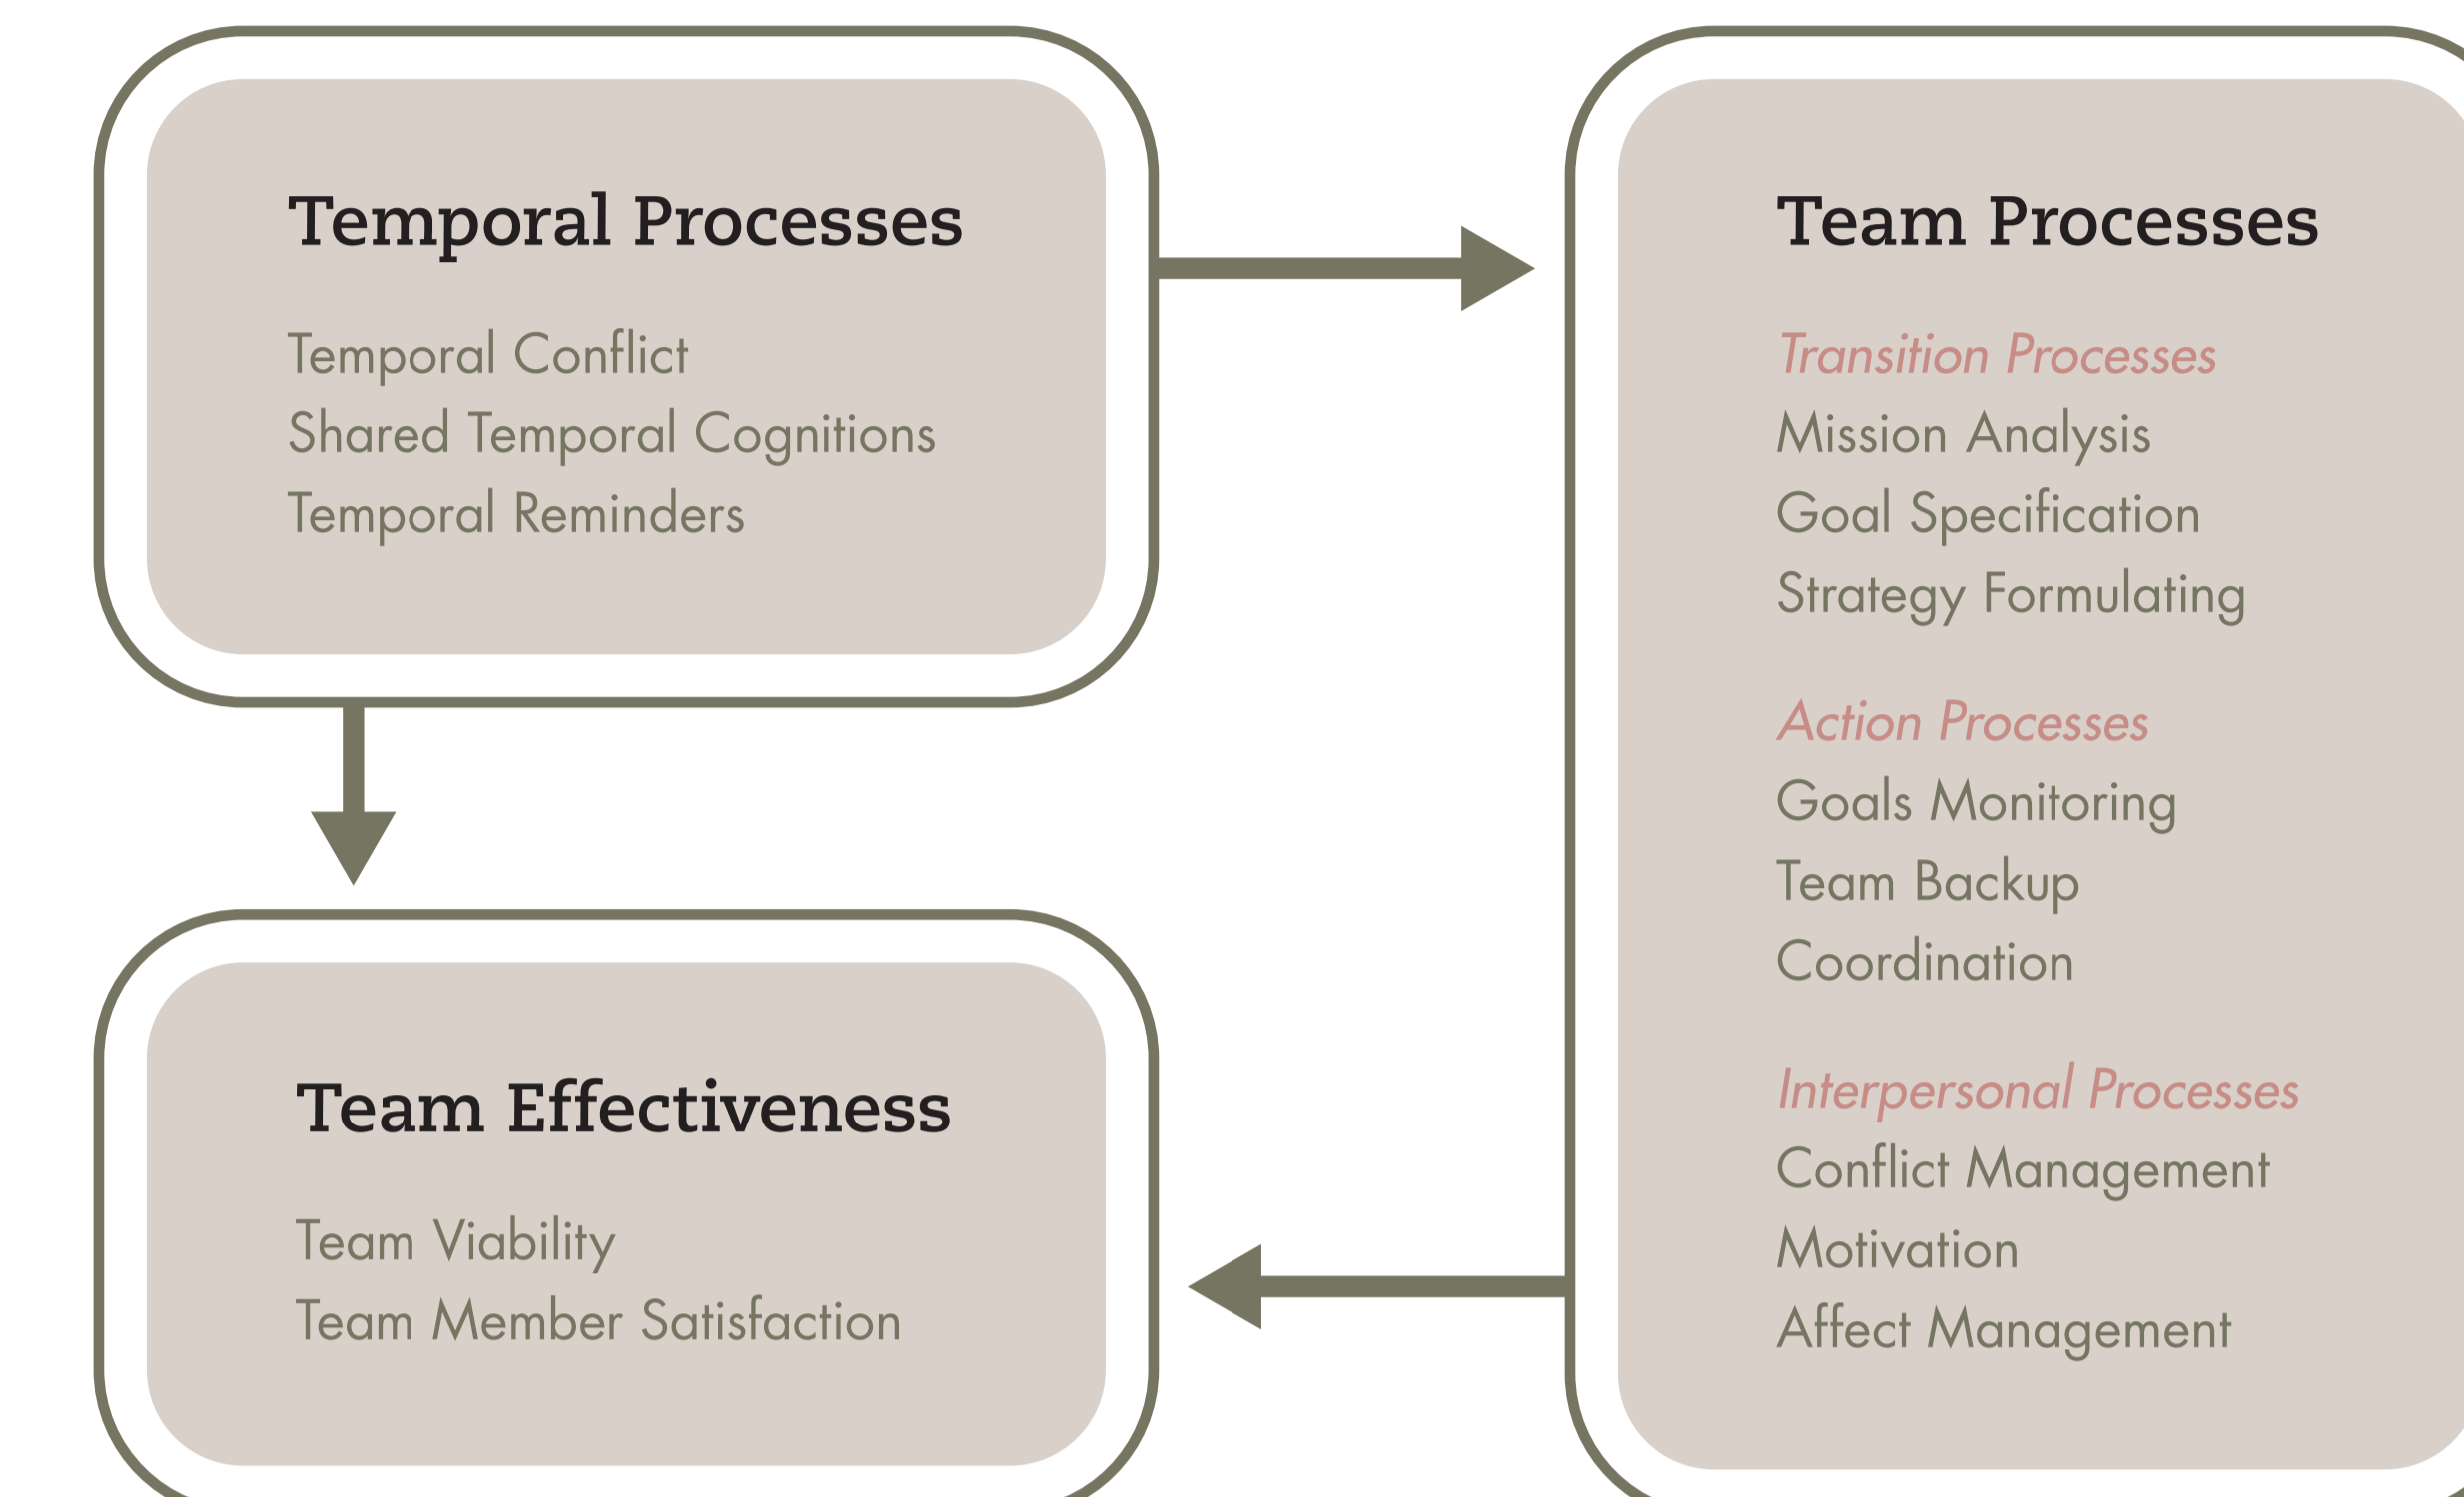 Temporal Processes
Temporal Conflict
Shared Temporal Cognitions
Temporal Reminders
Team Processes
Transition Processes
Mission Analysis
Goal Specification
Strategy Formulating
Action Processes
Goals Monitoring
Team Backup
Coordination
Interpersonal Processes
Conflict Management
Motivation
Affect Management
Team Effectiveness
Team Viability
Team Member Satisfaction